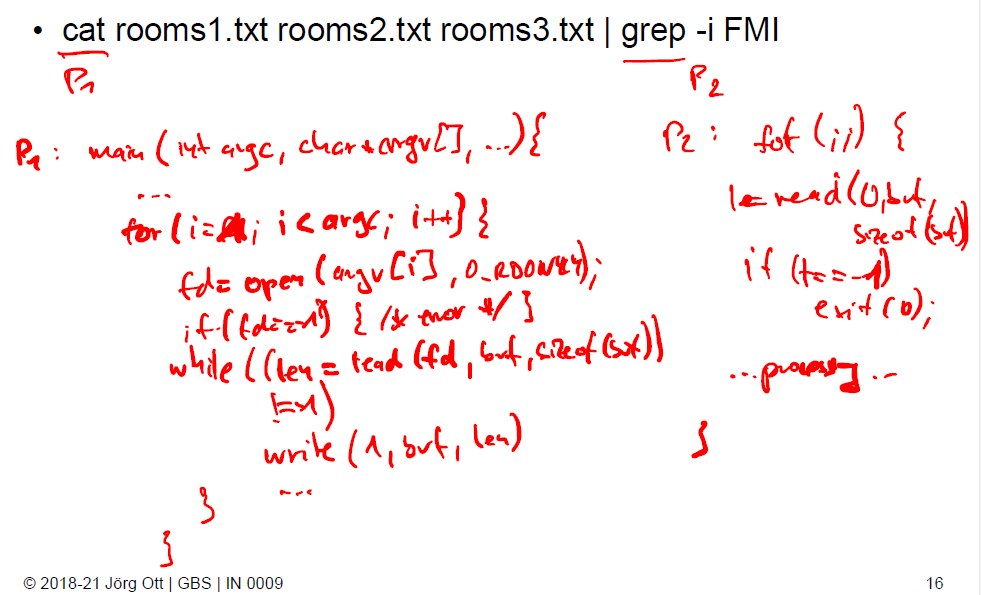 • cat rooms1.txt rooms2.txt rooms3.txt | grep -i FMI
P1
P2
P1: main (int argc, char *argv[], ...) {
...
for (i=1; i < argc; i++) {
fd = open (argv[i], O_RDONLY);
if (fd == -1) { /* error */ }
while ((len = read (fd, buf, sizeof(buf))
!= -1)
write (1, buf, len)
...
}
}
P2: for (;;) {
l = read (0, buf,
sizeof(buf))
if (l == -1)
exit (0);
...processing...
}
© 2018-21 Jörg Ott | GBS | IN 0009
16